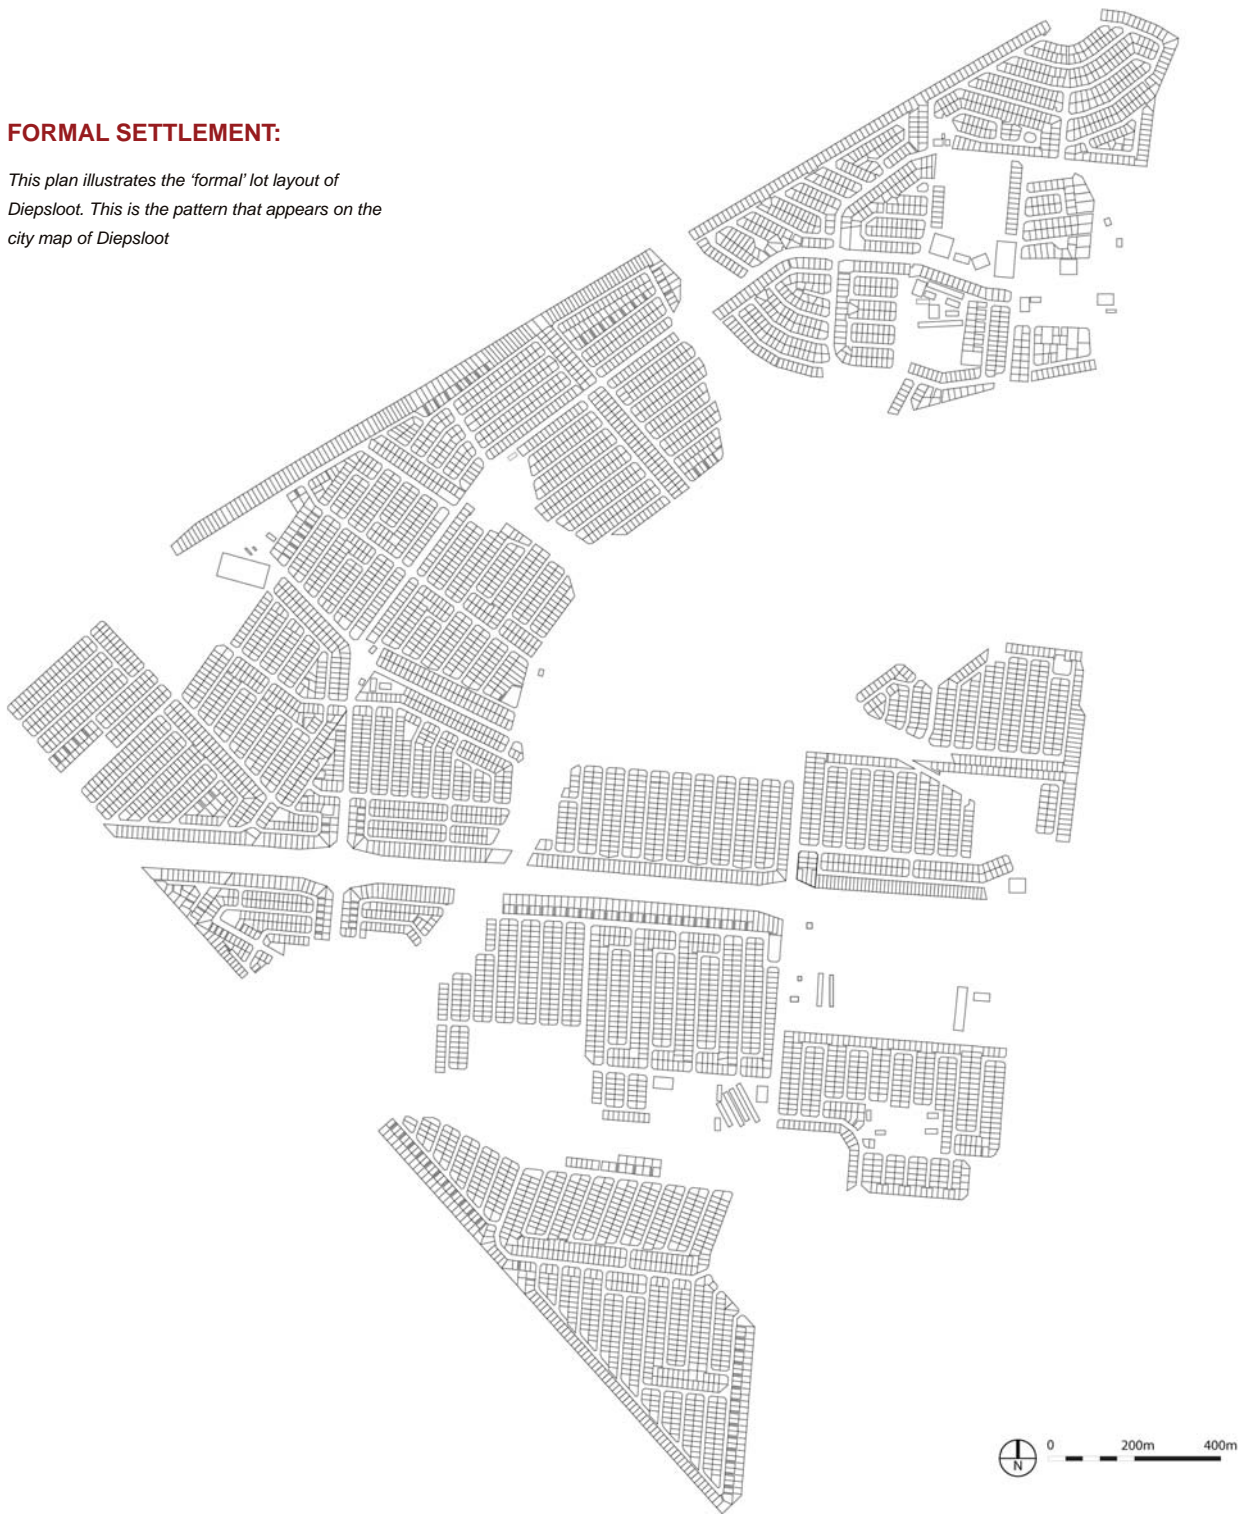 FORMAL SETTLEMENT:
This plan illustrates the ‘formal’ lot layout of
Diepsloot. This is the pattern that appears on the
city map of Diepsloot
0 200m 400m
N